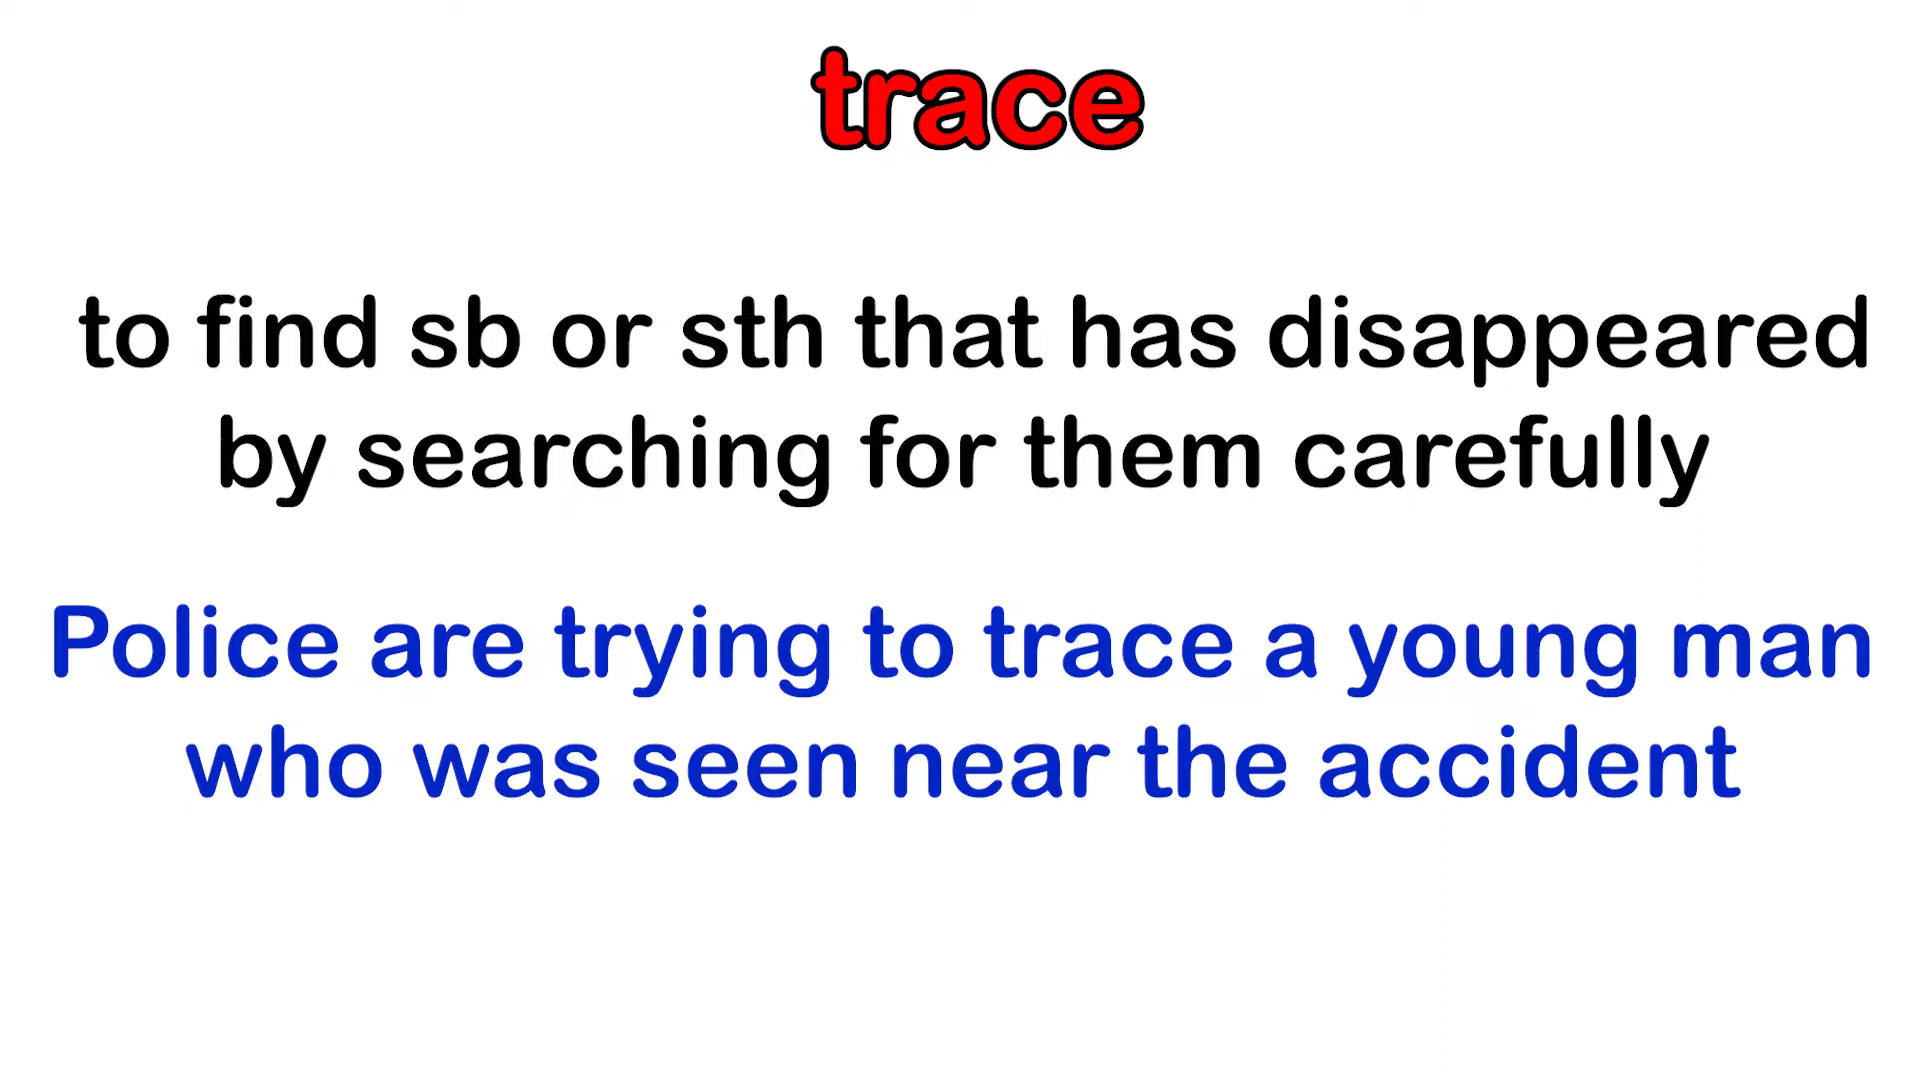 trace
to find sb or sth that has disappeared
by searching for them carefully
Police are trying to trace a young man
who was seen near the accident